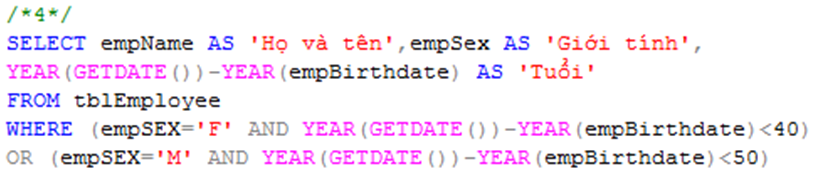 /*4*/
SELECT empName AS 'Họ và tên',empSex AS 'Giới tính',
YEAR(GETDATE())-YEAR(empBirthdate) AS 'Tuổi'
FROM tblEmployee
WHERE (empSEX='F' AND YEAR(GETDATE())-YEAR(empBirthdate)<40)
OR (empSEX='M' AND YEAR(GETDATE())-YEAR(empBirthdate)<50)